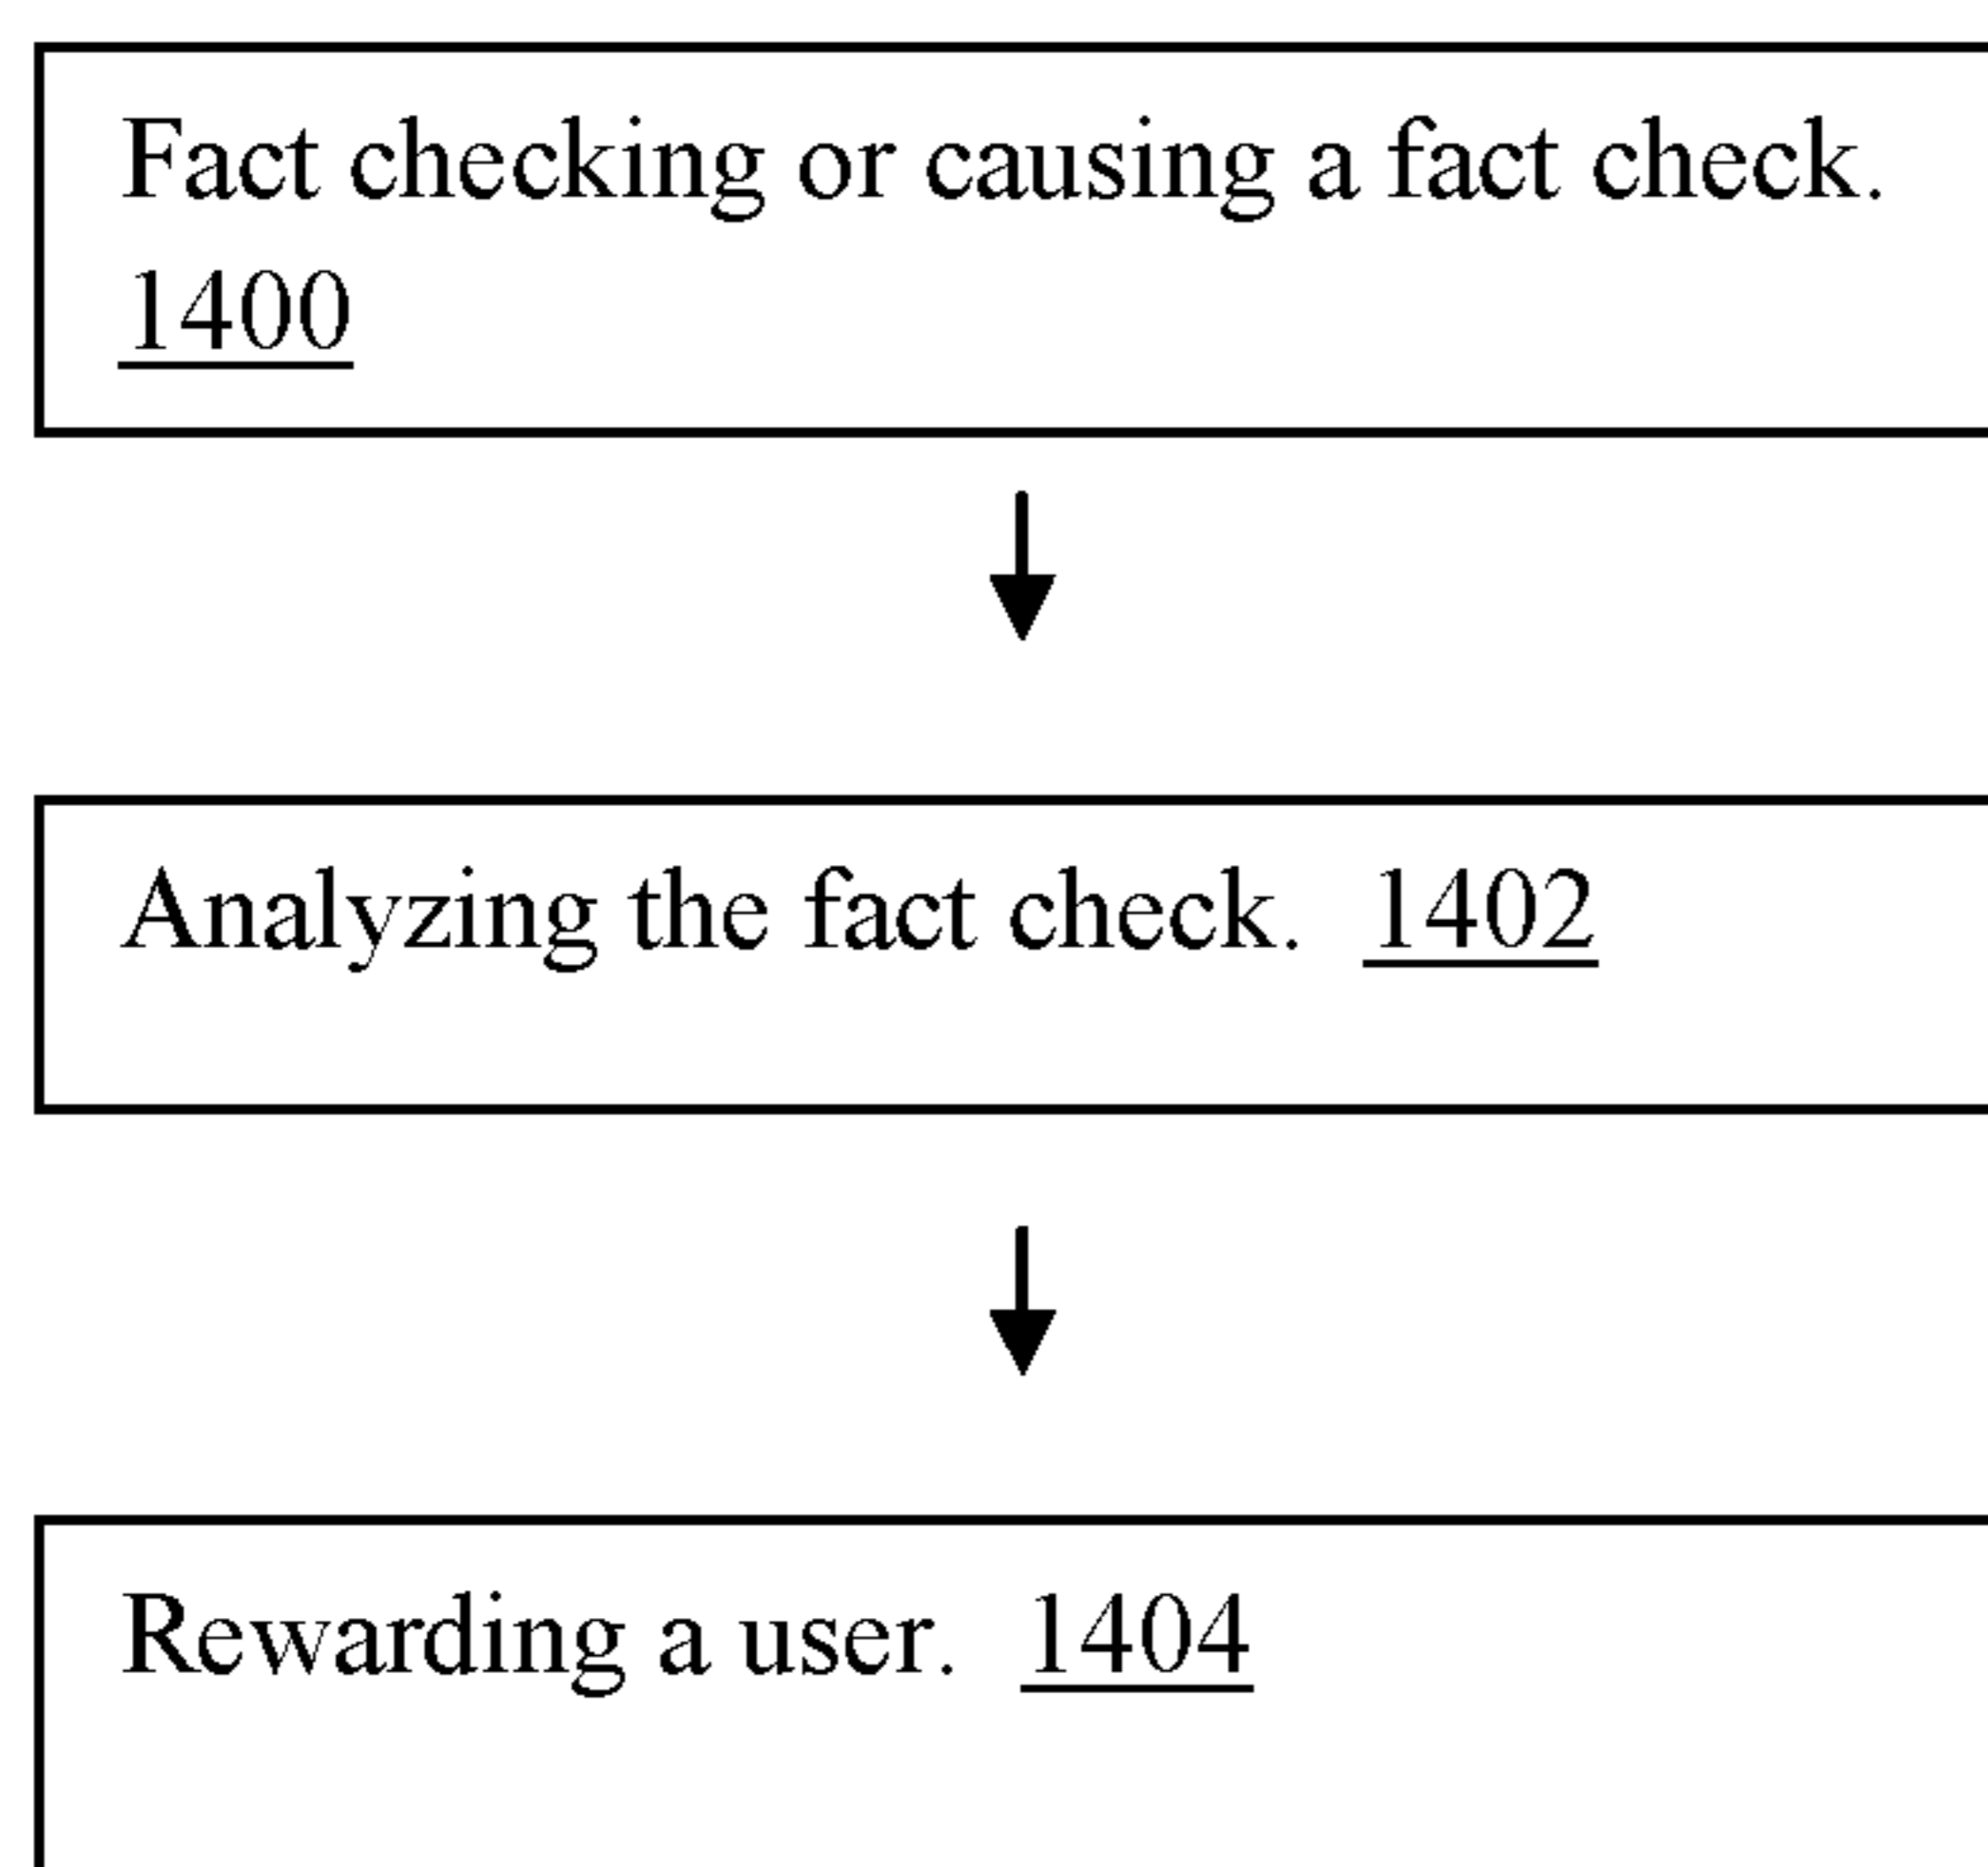 Fact checking or causing a fact check.
1400
Analyzing the fact check. 1402
Rewarding a user. 1404